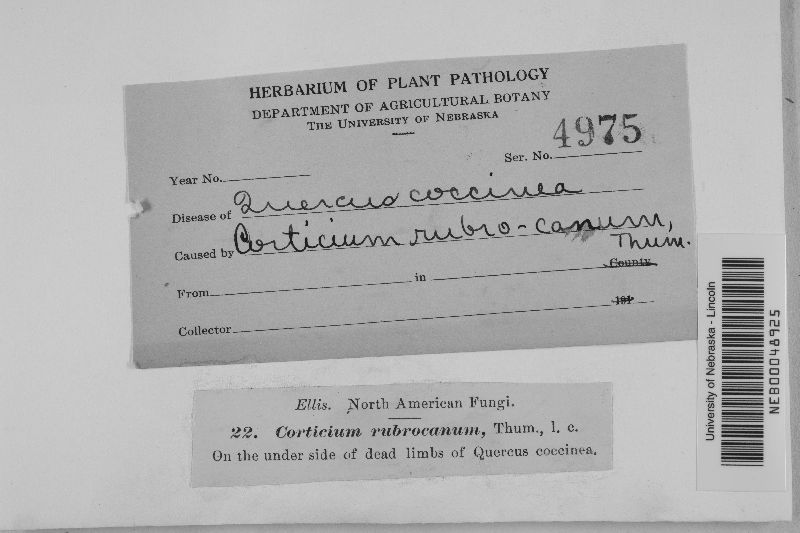 HERBARIUM OF PLANT PATHOLOGY
DEPARTMENT OF AGRICULTURAL BOTANY
THE UNIVERSITY OF NEBRASKA
Ser. No. 4975
Year No.
Disease of Quercus coccinea
Caused by Corticium rubro-canum,
Thum.
From in County
Collector 191
Ellis. North American Fungi.
22. Corticium rubrocanum, Thum., l. c.
On the under side of dead limbs of Quercus coccinea.
University of Nebraska - Lincoln
NEB00048925